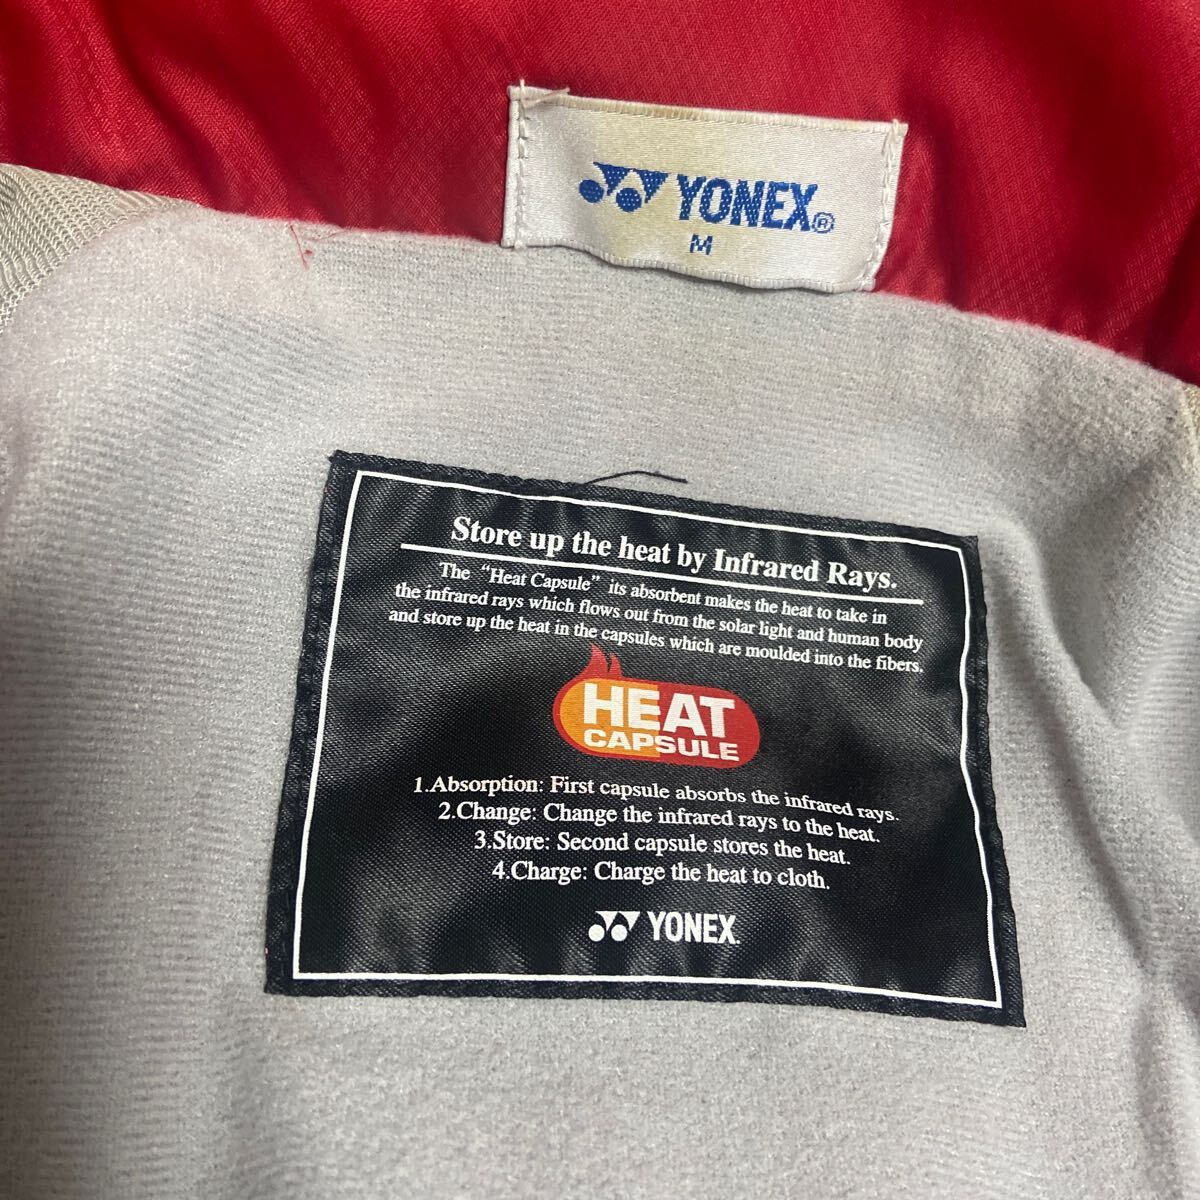 YONEX®
M
Store up the heat by Infrared Rays.
The “Heat Capsule” its absorbent makes the heat to take in
the infrared rays which flows out from the solar light and human body
and store up the heat in the capsules which are moulded into the fibers.
HEAT
CAPSULE
1.Absorption: First capsule absorbs the infrared rays.
2.Change: Change the infrared rays to the heat.
3.Store: Second capsule stores the heat.
4.Charge: Charge the heat to cloth.
YONEX.